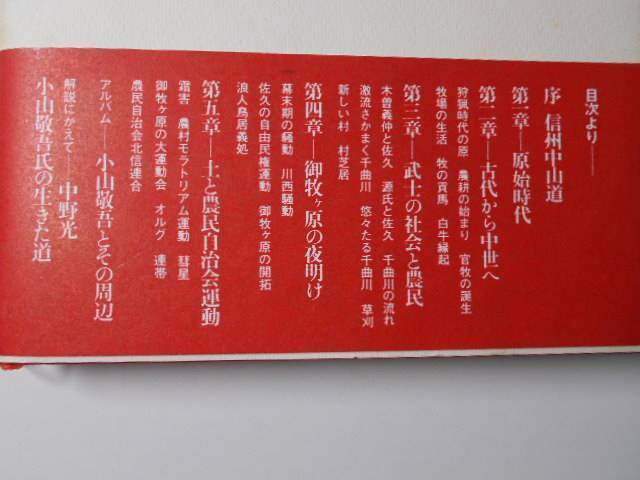 目次より——
序 信州中山道
第一章—原始時代
第二章—古代から中世へ
狩猟時代の原 農耕の始まり 官牧の誕生
牧場の生活 牧の貢馬 白牛縁起
第三章—武士の社会と農民
木曽義仲と佐久 源氏と佐久 千曲川の流れ
激流さかまく千曲川 悠々たる千曲川 草刈
新しい村 村芝居
第四章—御牧ヶ原の夜明け
幕末期の騒動 川西騒動
佐久の自由民権運動 御牧ヶ原の開拓
浪人鳥居義処
第五章—土と農民自治会運動
霜害 農村モラトリアム運動 彗星
御牧ヶ原の大運動会 オルグ 連帯
農民自治会北信連合
アルバム——小山敬吾とその周辺
解説にかえて——中野光
小山敬吾氏の生きた道